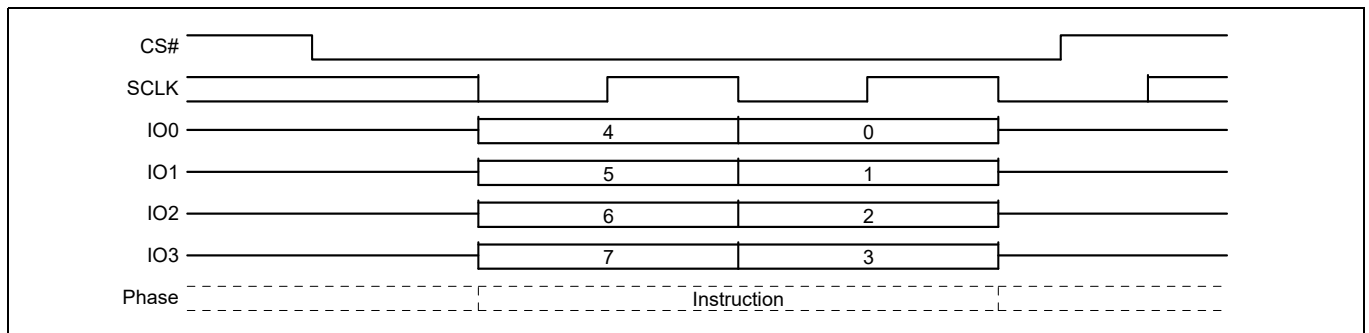 CS#
SCLK
IO0 4 0
IO1 5 1
IO2 6 2
IO3 7 3
Phase Instruction